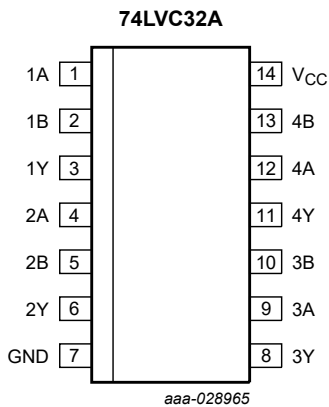 74LVC32A
1A 1 14 VCC
1B 2 13 4B
1Y 3 12 4A
2A 4 11 4Y
2B 5 10 3B
2Y 6 9 3A
GND 7 8 3Y
aaa-028965